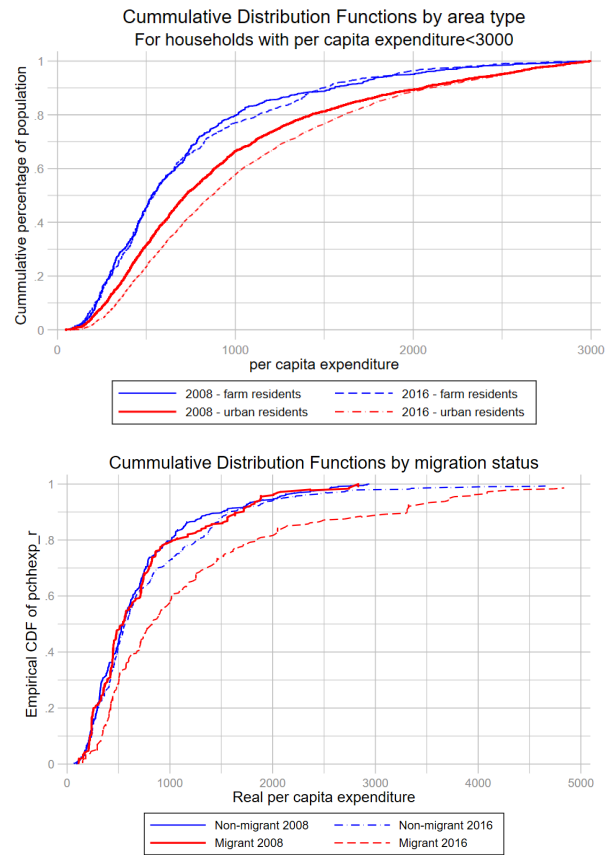 Cummulative Distribution Functions by area type
For households with per capita expenditure<3000
Cummulative percentage of population
1
.8
.6
.4
.2
0
0
1000
2000
3000
per capita expenditure
2008 - farm residents
2016 - farm residents
2008 - urban residents
2016 - urban residents
Cummulative Distribution Functions by migration status
Empirical CDF of pchhexp_r
1
.8
.6
.4
.2
0
0
1000
2000
3000
4000
5000
Real per capita expenditure
Non-migrant 2008
Non-migrant 2016
Migrant 2008
Migrant 2016